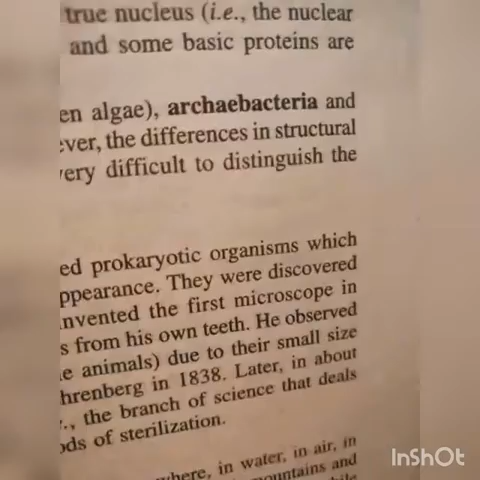 true nucleus (i.e., the nuclear
and some basic proteins are
en algae), archaebacteria and
ever, the differences in structural
very difficult to distinguish the
ed prokaryotic organisms which
ppearance. They were discovered
nvented the first microscope in
s from his own teeth. He observed
e animals) due to their small size
hrenberg in 1838. Later, in about
., the branch of science that deals
ods of sterilization.
where, in water, in air, in
mountains and
while
InShOt